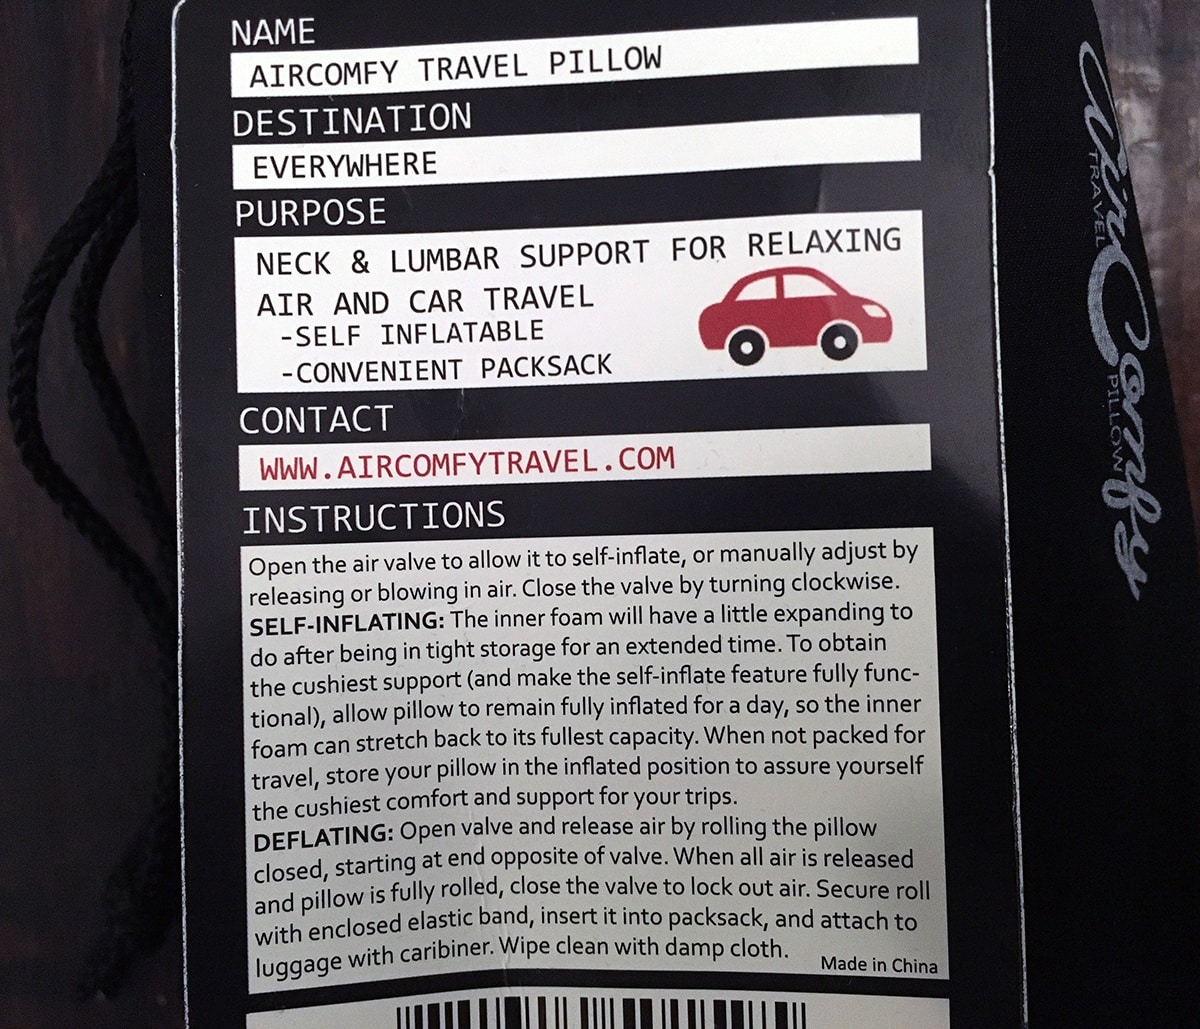 NAME
AIRCOMFY TRAVEL PILLOW
DESTINATION
EVERYWHERE
PURPOSE
NECK & LUMBAR SUPPORT FOR RELAXING
AIR AND CAR TRAVEL
-SELF INFLATABLE
-CONVENIENT PACKSACK
CONTACT
WWW.AIRCOMFYTRAVEL.COM
INSTRUCTIONS
Open the air valve to allow it to self-inflate, or manually adjust by
releasing or blowing in air. Close the valve by turning clockwise.
SELF-INFLATING: The inner foam will have a little expanding to
do after being in tight storage for an extended time. To obtain
the cushiest support (and make the self-inflate feature fully func-
tional), allow pillow to remain fully inflated for a day, so the inner
foam can stretch back to its fullest capacity. When not packed for
travel, store your pillow in the inflated position to assure yourself
the cushiest comfort and support for your trips.
DEFLATING: Open valve and release air by rolling the pillow
closed, starting at end opposite of valve. When all air is released
and pillow is fully rolled, close the valve to lock out air. Secure roll
with enclosed elastic band, insert it into packsack, and attach to
luggage with caribiner. Wipe clean with damp cloth.
Made in China
AirComfy
TRAVEL
PILLOW